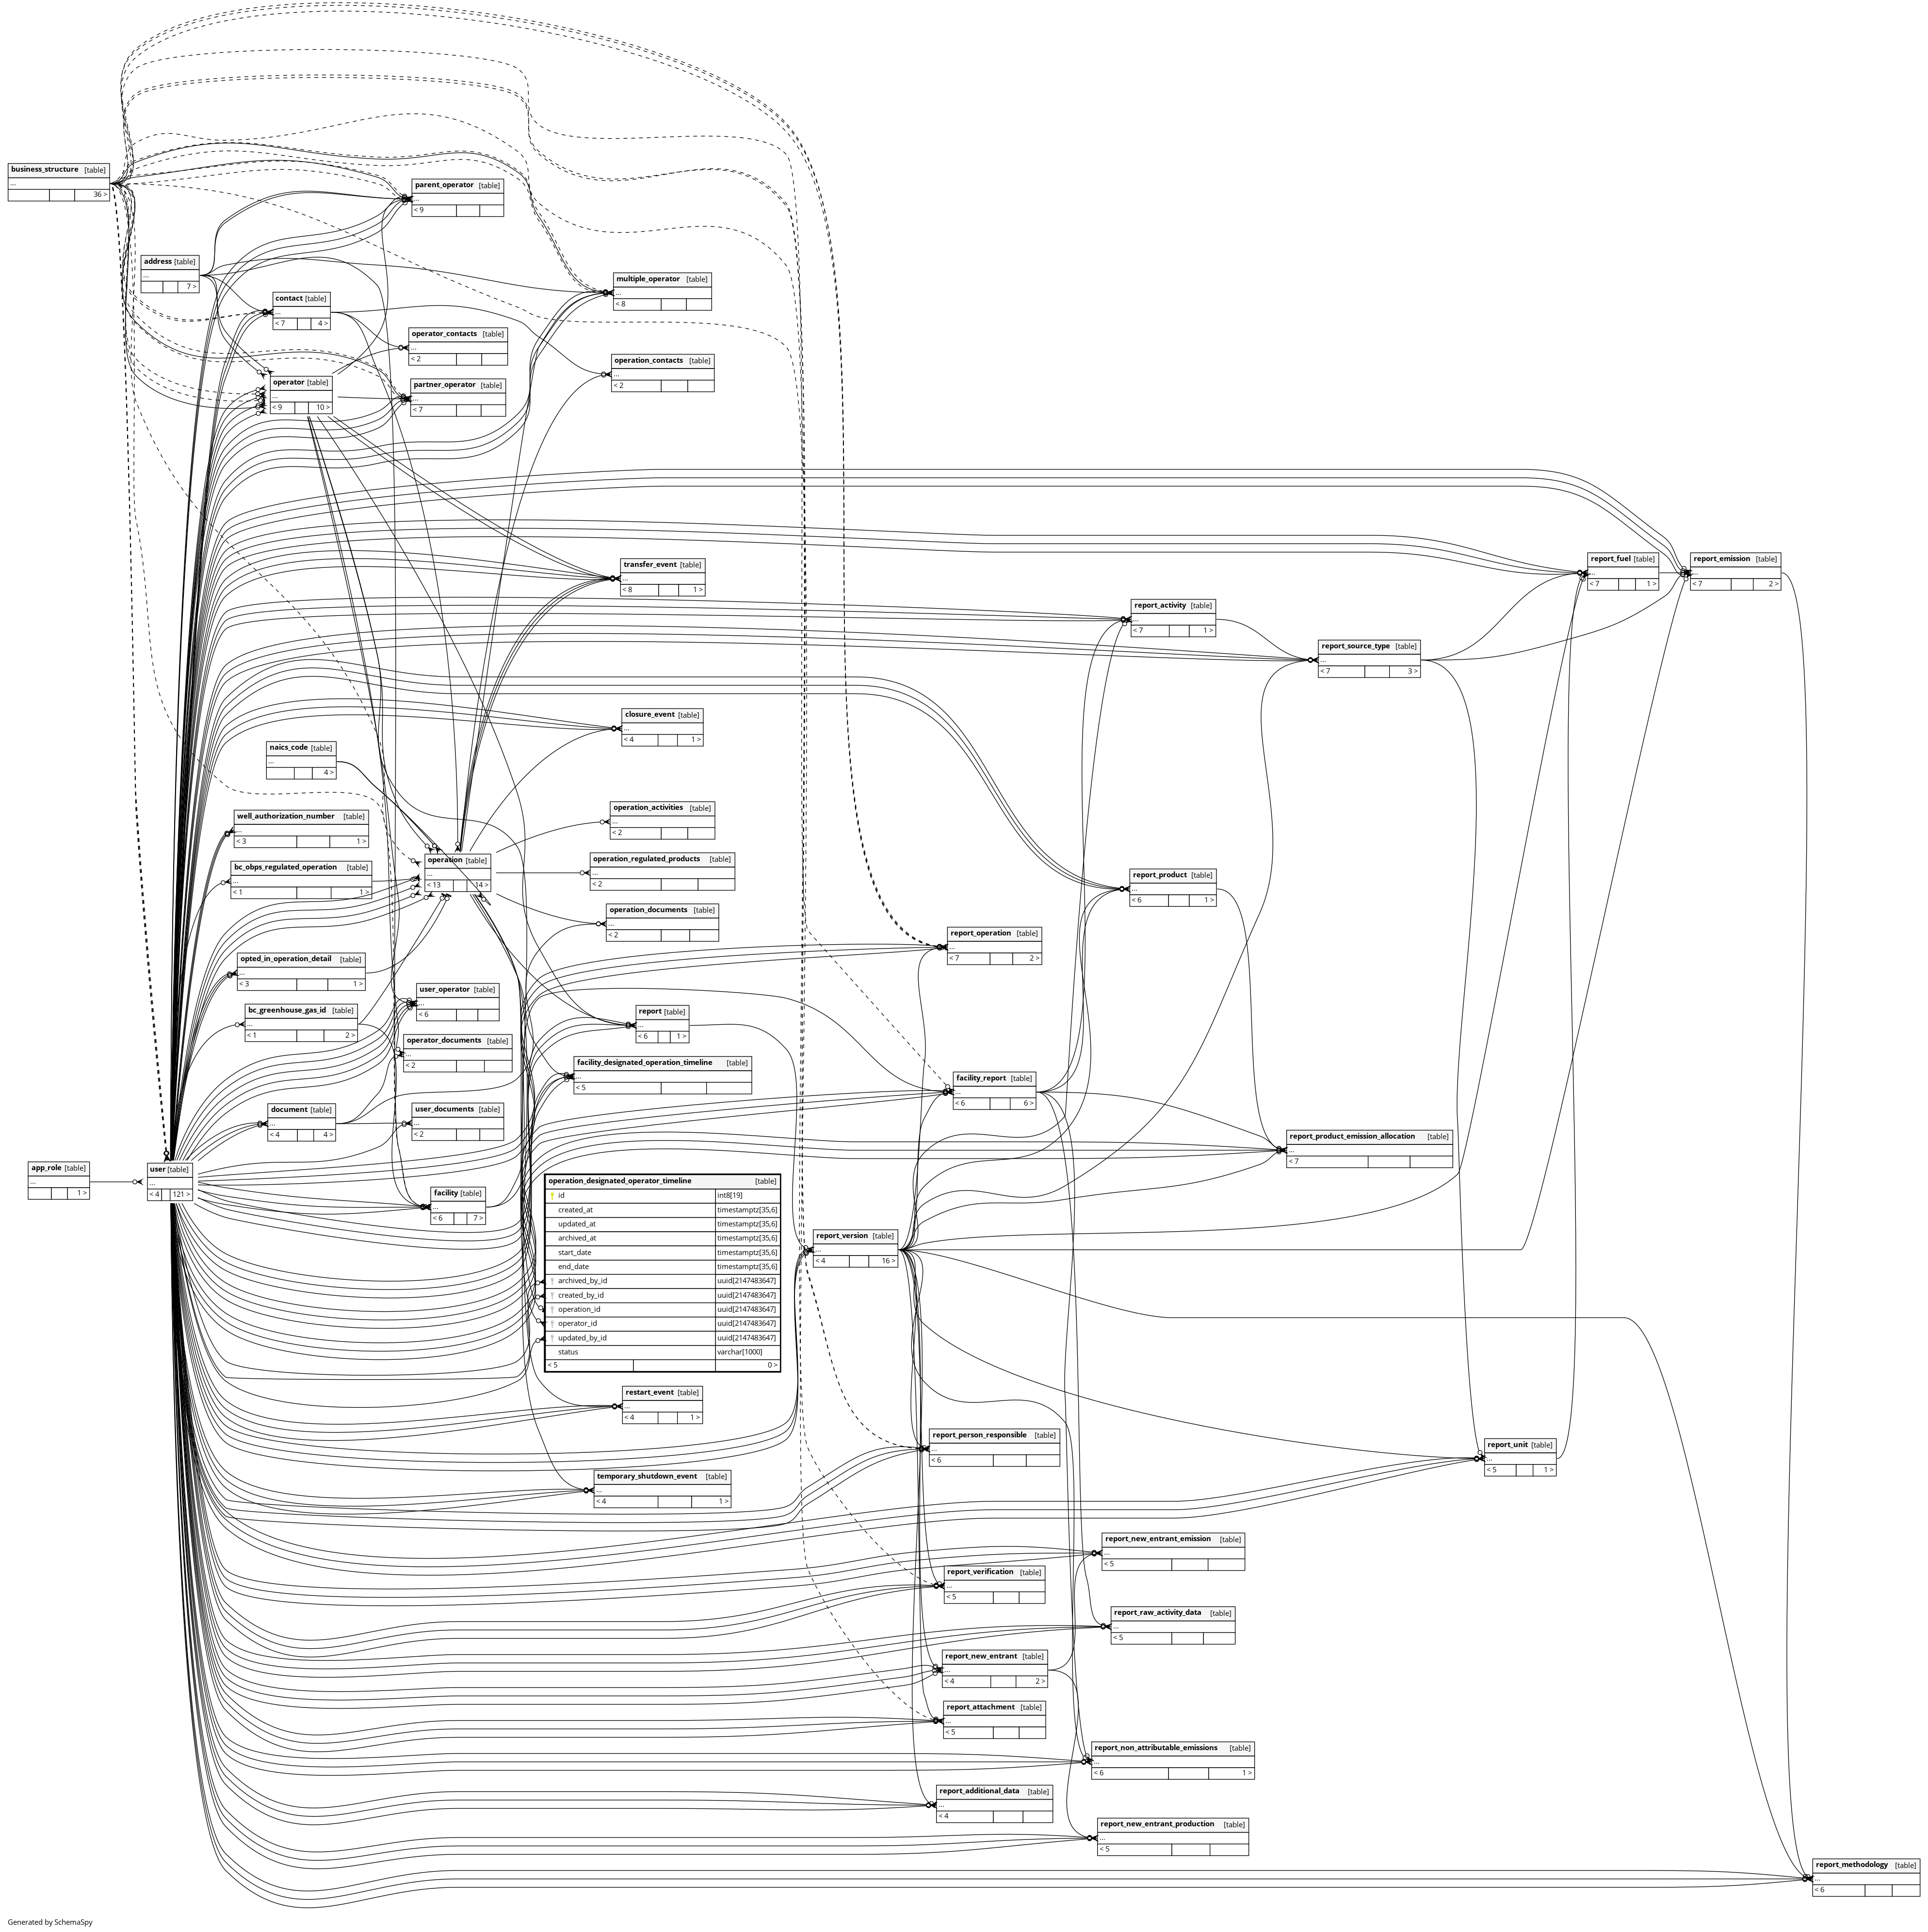 business_structure [table]
...
36 >
parent_operator [table]
...
< 9
address [table]
...
7 >
multiple_operator [table]
...
< 8
contact [table]
...
< 7 4 >
operator_contacts [table]
...
< 2
operation_contacts [table]
...
< 2
operator [table]
...
< 9 10 >
partner_operator [table]
...
< 7
transfer_event [table]
...
< 8 1 >
report_fuel [table]
...
< 7 1 >
report_emission [table]
...
< 7 2 >
report_activity [table]
...
< 7 1 >
report_source_type [table]
...
< 7 3 >
closure_event [table]
...
< 4 1 >
naics_code [table]
...
4 >
operation_activities [table]
...
< 2
well_authorization_number [table]
...
< 3 1 >
operation [table]
...
< 13 14 >
operation_regulated_products [table]
...
< 2
bc_obps_regulated_operation [table]
...
< 1 1 >
report_product [table]
...
< 6 1 >
operation_documents [table]
...
< 2
report_operation [table]
...
< 7 2 >
opted_in_operation_detail [table]
...
< 3 1 >
user_operator [table]
...
< 6
bc_greenhouse_gas_id [table]
...
< 1 2 >
report [table]
...
< 6 1 >
operator_documents [table]
...
< 2
facility_designated_operation_timeline [table]
...
< 5
facility_report [table]
...
< 6 6 >
document [table]
...
< 4 4 >
user_documents [table]
...
< 2
report_product_emission_allocation [table]
...
< 7
app_role [table]
...
1 >
user [table]
...
< 4 121 >
facility [table]
...
< 6 7 >
operation_designated_operator_timeline [table]
id int8[19]
created_at timestamptz[35,6]
updated_at timestamptz[35,6]
archived_at timestamptz[35,6]
start_date timestamptz[35,6]
end_date timestamptz[35,6]
archived_by_id uuid[2147483647]
created_by_id uuid[2147483647]
operation_id uuid[2147483647]
operator_id uuid[2147483647]
updated_by_id uuid[2147483647]
status varchar[1000]
< 5 0 >
report_version [table]
...
< 4 16 >
restart_event [table]
...
< 4 1 >
report_person_responsible [table]
...
< 6
report_unit [table]
...
< 5 1 >
temporary_shutdown_event [table]
...
< 4 1 >
report_new_entrant_emission [table]
...
< 5
report_verification [table]
...
< 5
report_raw_activity_data [table]
...
< 5
report_new_entrant [table]
...
< 4 2 >
report_attachment [table]
...
< 5
report_non_attributable_emissions [table]
...
< 6 1 >
report_additional_data [table]
...
< 4
report_new_entrant_production [table]
...
< 5
report_methodology [table]
...
< 6
Generated by SchemaSpy